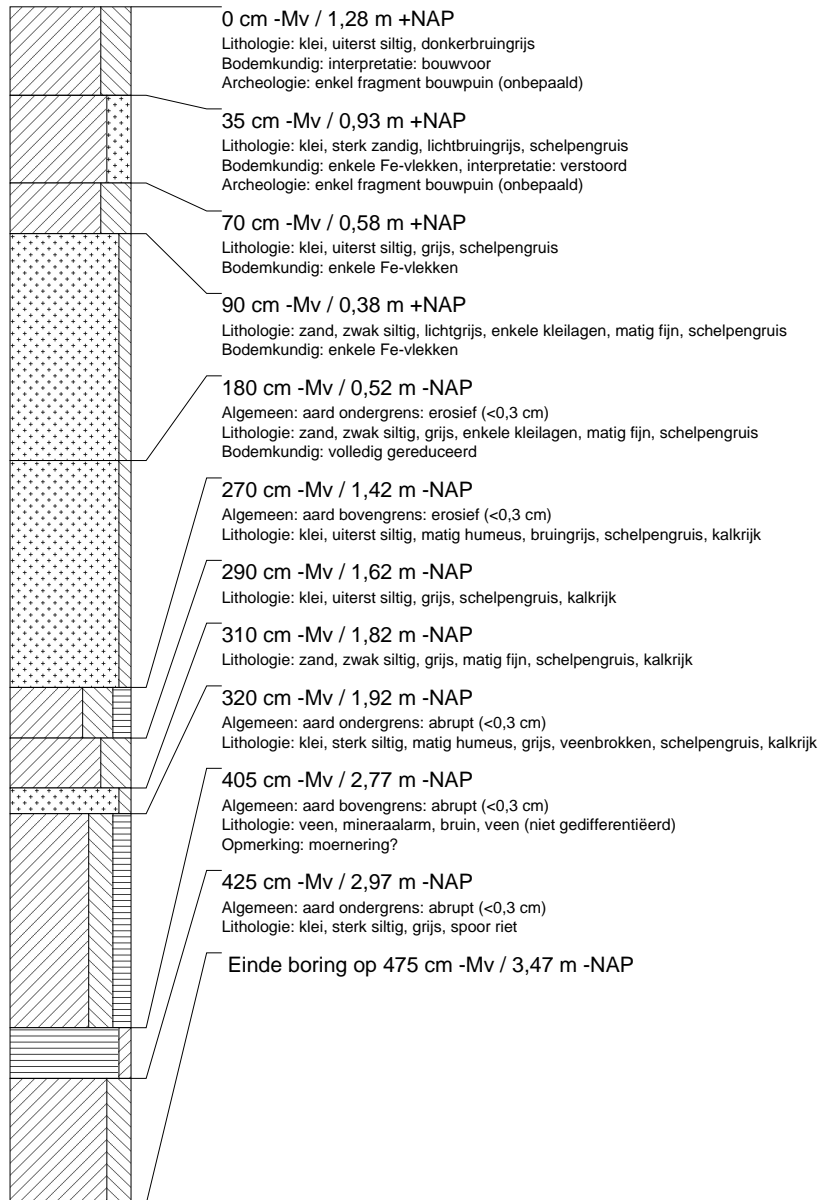 0 cm -Mv / 1,28 m +NAP
Lithologie: klei, uiterst siltig, donkerbruingrijs
Bodemkundig: interpretatie: bouwvoor
Archeologie: enkel fragment bouwpuin (onbepaald)
35 cm -Mv / 0,93 m +NAP
Lithologie: klei, sterk zandig, lichtbruingrijs, schelpengruis
Bodemkundig: enkele Fe-vlekken, interpretatie: verstoord
Archeologie: enkel fragment bouwpuin (onbepaald)
70 cm -Mv / 0,58 m +NAP
Lithologie: klei, uiterst siltig, grijs, schelpengruis
Bodemkundig: enkele Fe-vlekken
90 cm -Mv / 0,38 m +NAP
Lithologie: zand, zwak siltig, lichtgrijs, enkele kleilagen, matig fijn, schelpengruis
Bodemkundig: enkele Fe-vlekken
180 cm -Mv / 0,52 m -NAP
Algemeen: aard ondergrens: erosief (<0,3 cm)
Lithologie: zand, zwak siltig, grijs, enkele kleilagen, matig fijn, schelpengruis
Bodemkundig: volledig gereduceerd
270 cm -Mv / 1,42 m -NAP
Algemeen: aard bovengrens: erosief (<0,3 cm)
Lithologie: klei, uiterst siltig, matig humeus, bruingrijs, schelpengruis, kalkrijk
290 cm -Mv / 1,62 m -NAP
Lithologie: klei, uiterst siltig, grijs, schelpengruis, kalkrijk
310 cm -Mv / 1,82 m -NAP
Lithologie: zand, zwak siltig, grijs, matig fijn, schelpengruis, kalkrijk
320 cm -Mv / 1,92 m -NAP
Algemeen: aard ondergrens: abrupt (<0,3 cm)
Lithologie: klei, sterk siltig, matig humeus, grijs, veenbrokken, schelpengruis, kalkrijk
405 cm -Mv / 2,77 m -NAP
Algemeen: aard bovengrens: abrupt (<0,3 cm)
Lithologie: veen, mineraalarm, bruin, veen (niet gedifferentiëerd)
Opmerking: moernering?
425 cm -Mv / 2,97 m -NAP
Algemeen: aard ondergrens: abrupt (<0,3 cm)
Lithologie: klei, sterk siltig, grijs, spoor riet
Einde boring op 475 cm -Mv / 3,47 m -NAP